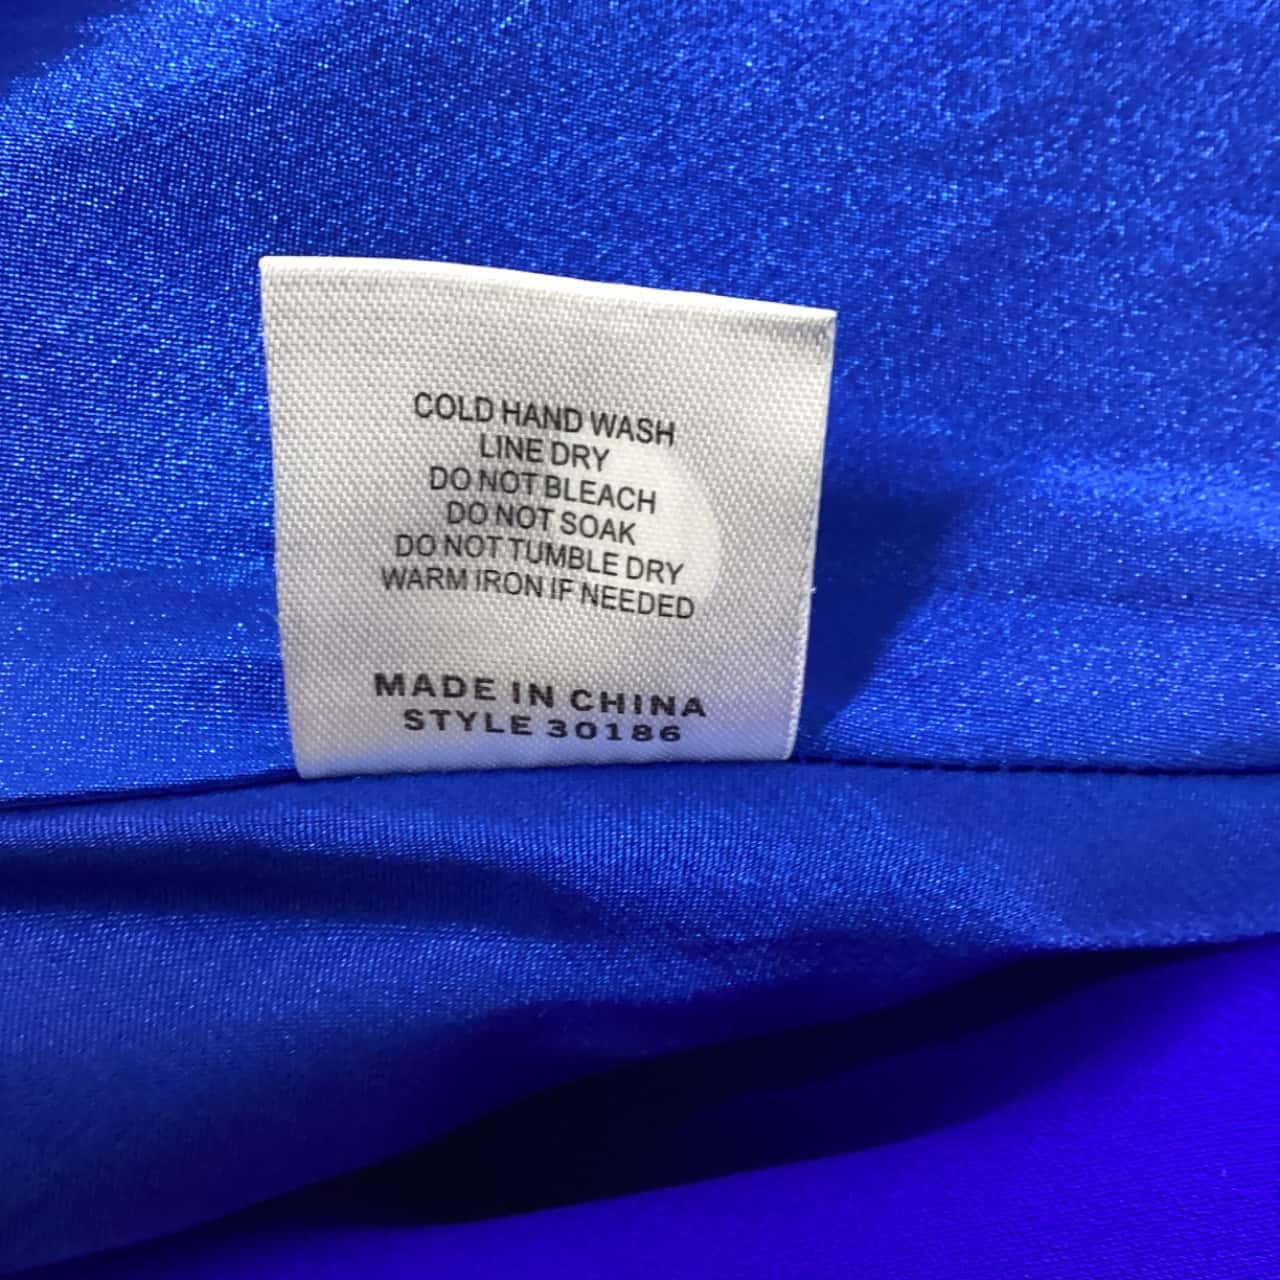 COLD HAND WASH
LINE DRY
DO NOT BLEACH
DO NOT SOAK
DO NOT TUMBLE DRY
WARM IRON IF NEEDED
MADE IN CHINA
STYLE 30186